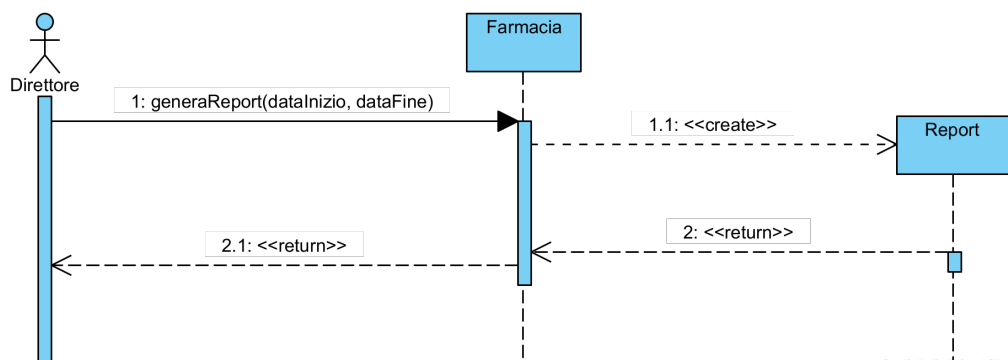 Farmacia
Direttore
1: generaReport(dataInizio, dataFine)
1.1: <<create>>
Report
2: <<return>>
2.1: <<return>>